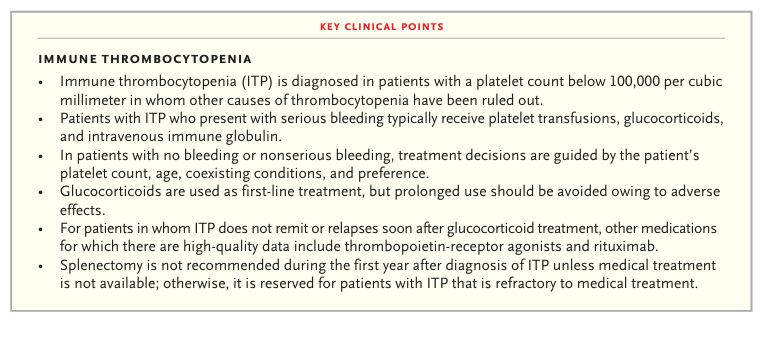 KEY CLINICAL POINTS
IMMUNE THROMBOCYTOPENIA
• Immune thrombocytopenia (ITP) is diagnosed in patients with a platelet count below 100,000 per cubic
millimeter in whom other causes of thrombocytopenia have been ruled out.
• Patients with ITP who present with serious bleeding typically receive platelet transfusions, glucocorticoids,
and intravenous immune globulin.
• In patients with no bleeding or nonserious bleeding, treatment decisions are guided by the patient's
platelet count, age, coexisting conditions, and preference.
• Glucocorticoids are used as first-line treatment, but prolonged use should be avoided owing to adverse
effects.
• For patients in whom ITP does not remit or relapses soon after glucocorticoid treatment, other medications
for which there are high-quality data include thrombopoietin-receptor agonists and rituximab.
• Splenectomy is not recommended during the first year after diagnosis of ITP unless medical treatment
is not available; otherwise, it is reserved for patients with ITP that is refractory to medical treatment.